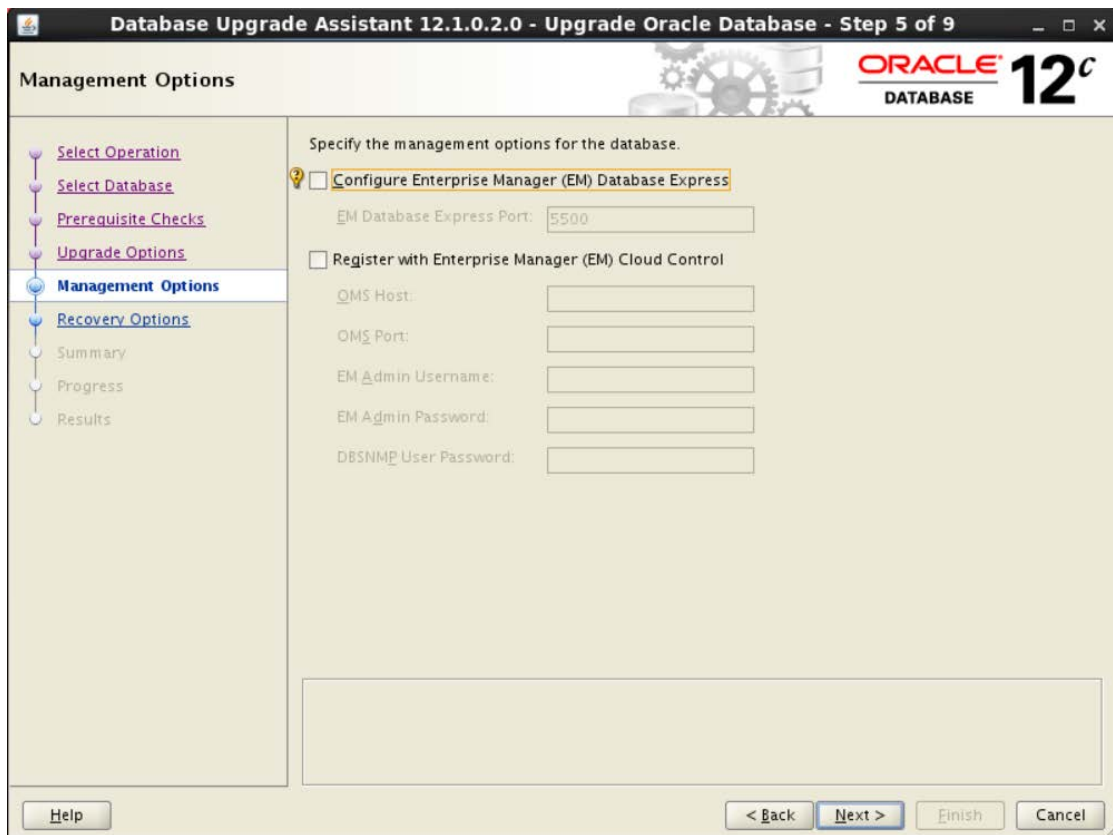 Database Upgrade Assistant 12.1.0.2.0 - Upgrade Oracle Database - Step 5 of 9
Management Options
ORACLE DATABASE 12c
Select Operation
Select Database
Prerequisite Checks
Upgrade Options
Management Options
Recovery Options
Summary
Progress
Results
Specify the management options for the database.
Configure Enterprise Manager (EM) Database Express
EM Database Express Port: 5500
Register with Enterprise Manager (EM) Cloud Control
OMS Host:
OMS Port:
EM Admin Username:
EM Admin Password:
DBSNMP User Password:
Help
< Back
Next >
Finish
Cancel